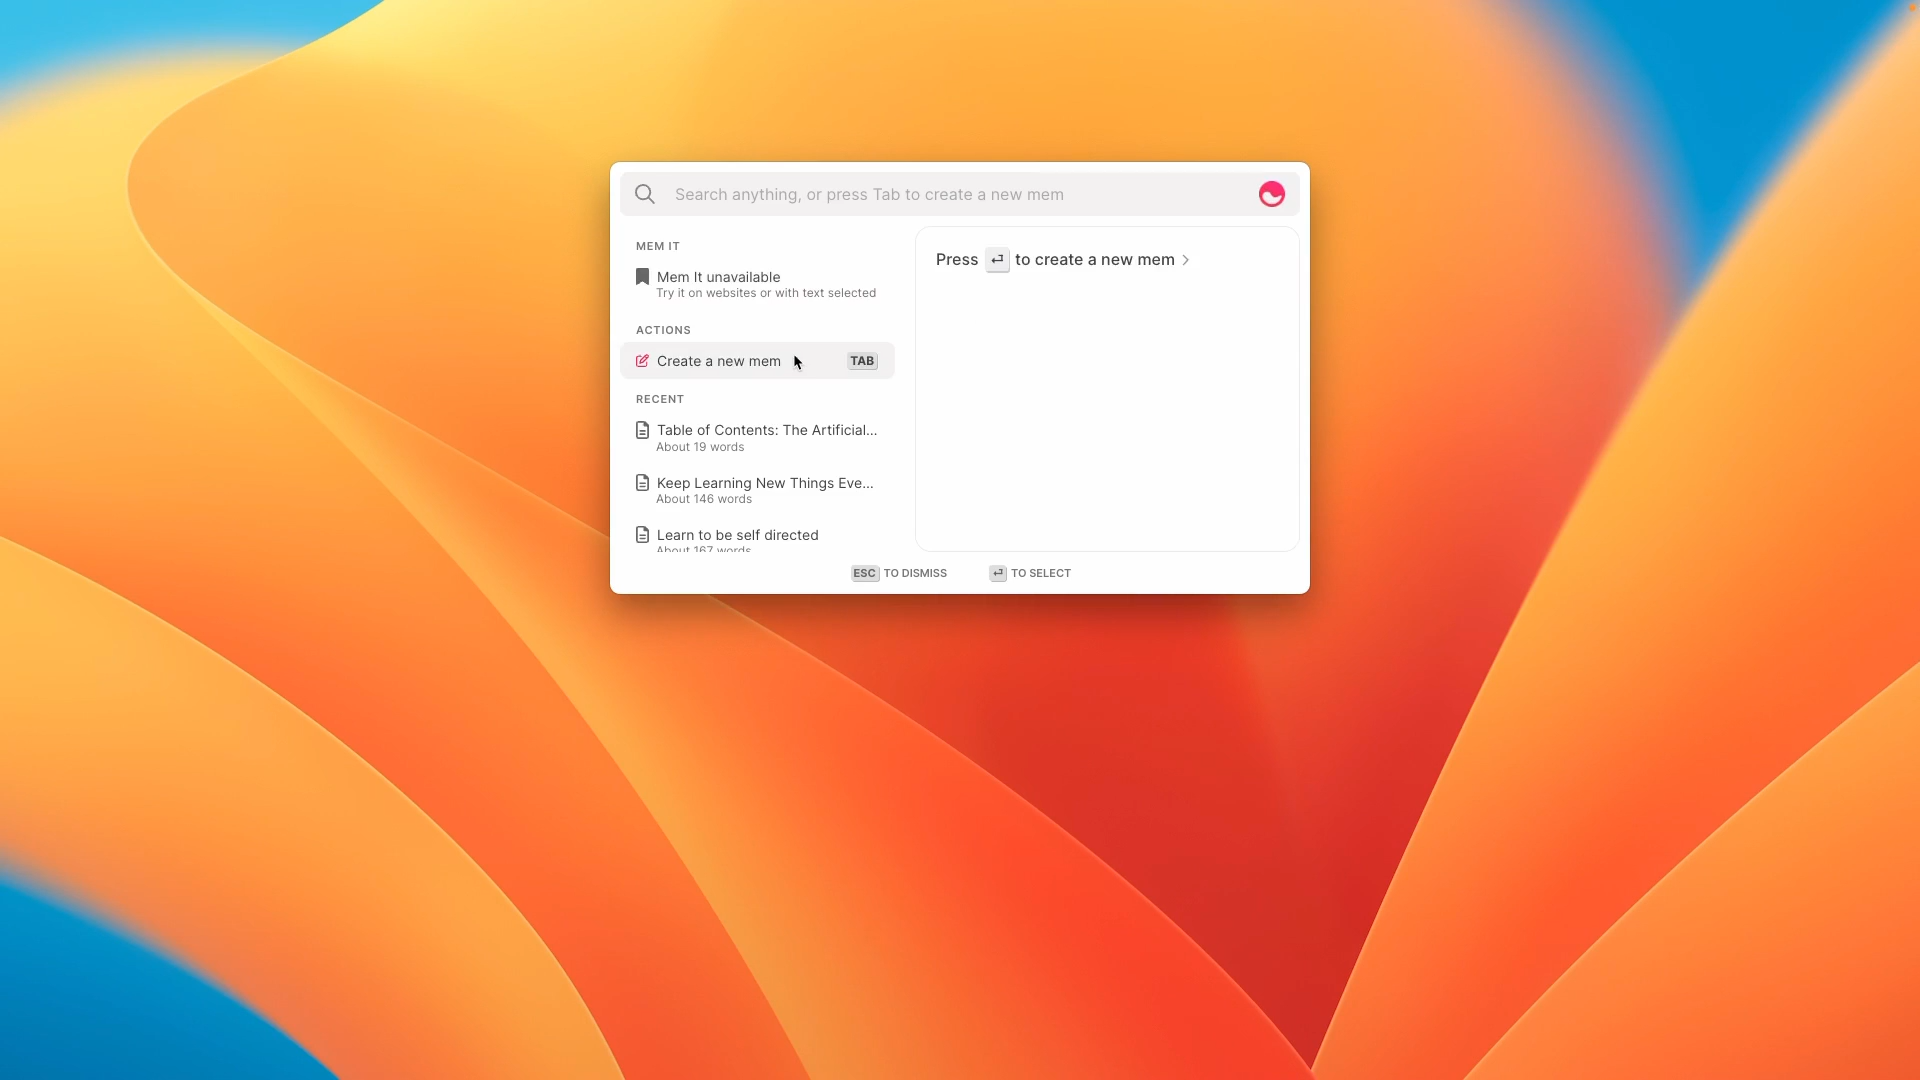 Search anything, or press Tab to create a new mem
MEM IT
Mem It unavailable
Try it on websites or with text selected
ACTIONS
Create a new mem TAB
RECENT
Table of Contents: The Artificial...
About 19 words
Keep Learning New Things Eve...
About 146 words
Learn to be self directed
About 167 words
Press ⏎ to create a new mem >
ESC TO DISMISS ⏎ TO SELECT